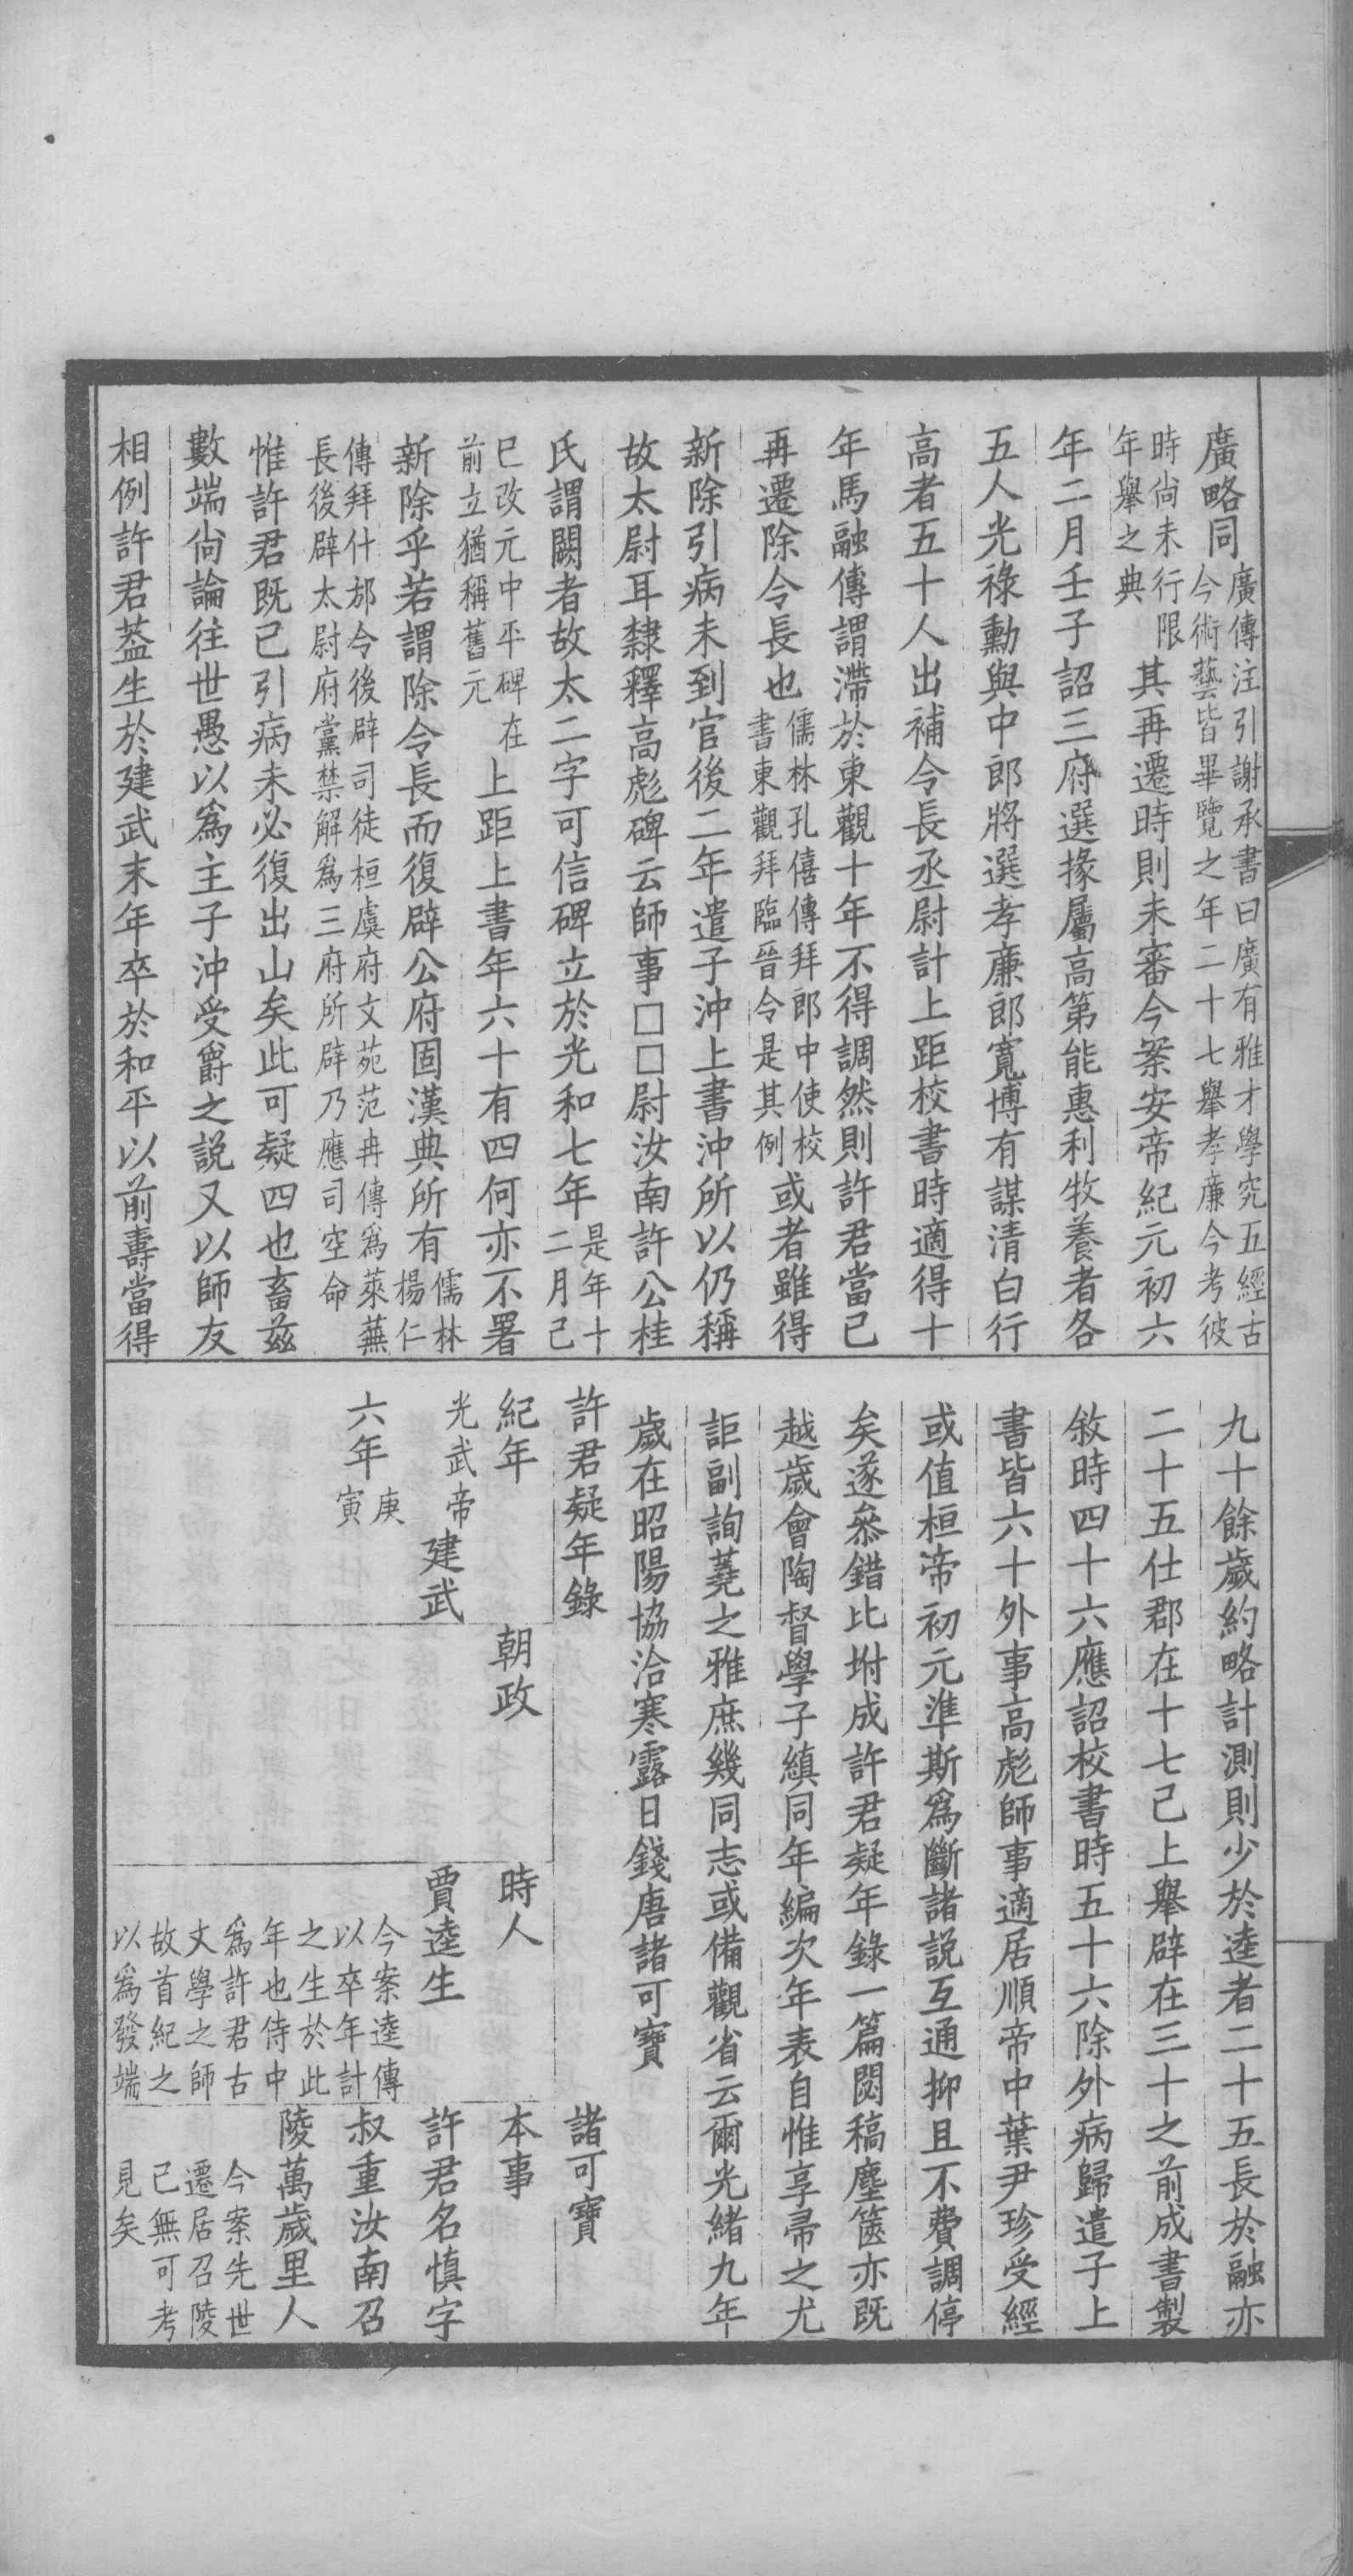 廣略同廣傳注引謝承書曰廣有雅才學究五經古今術藝皆畢覽之年二十七舉孝廉今考彼
時尙未行限年舉之典其再遷時則未審今案安帝紀元初六
年二月壬子詔三府選掾屬高第能惠利牧養者各
五人光祿勳與中郎將選孝廉郎寬博有謀清白行
高者五十人出補令長丞尉計上距校書時適得十
年馬融傳謂滯於東觀十年不得調然則許君當已
再遷除令長也儒林孔僖傳拜郎中使校書東觀拜臨晉令是其例或者雖得
新除引病未到官後二年遣子沖上書沖所以仍稱
故太尉耳隸釋高彪碑云師事□□尉汝南許公桂
氏謂闕者故太二字可信碑立於光和七年是年十二月己
巳改元中平碑在前立猶稱舊元上距上書年六十有四何亦不署
新除乎若謂除令長而復辟公府固漢典所有儒林楊仁
傳拜什邡令後辟司徒桓虞府文苑范冉傳爲萊蕪長後辟太尉府黨禁解爲三府所辟乃應司空命
惟許君既已引病未必復出山矣此可疑四也畜茲
數端尙論往世愚以爲主子沖受爵之說又以師友
相例許君葢生於建武末年卒於和平以前壽當得
九十餘歲約略計測則少於逵者二十五長於融亦
二十五仕郡在十七已上舉辟在三十之前成書製
敘時四十六應詔校書時五十六除外病歸遣子上
書皆六十外事高彪師事適居順帝中葉尹珍受經
或值桓帝初元準斯爲斷諸說互通抑且不費調停
矣遂叅錯比坿成許君疑年錄一篇閟稿塵篋亦既
越歲會陶督學子縝同年編次年表自惟享帚之尤
詎副詢蕘之雅庶幾同志或備觀省云爾光緒九年
歲在昭陽協洽寒露日錢唐諸可寶
許君疑年錄　諸可寶
紀年　朝政　時人　本事
光武帝建武
六年庚寅
賈逵生
今案逵傳
以卒年計
之生於此
年也侍中
爲許君古
文學之師
故首紀之
以爲發端
許君名慎字
叔重汝南召
陵萬歲里人
今案先世
遷居召陵
已無可考
見矣